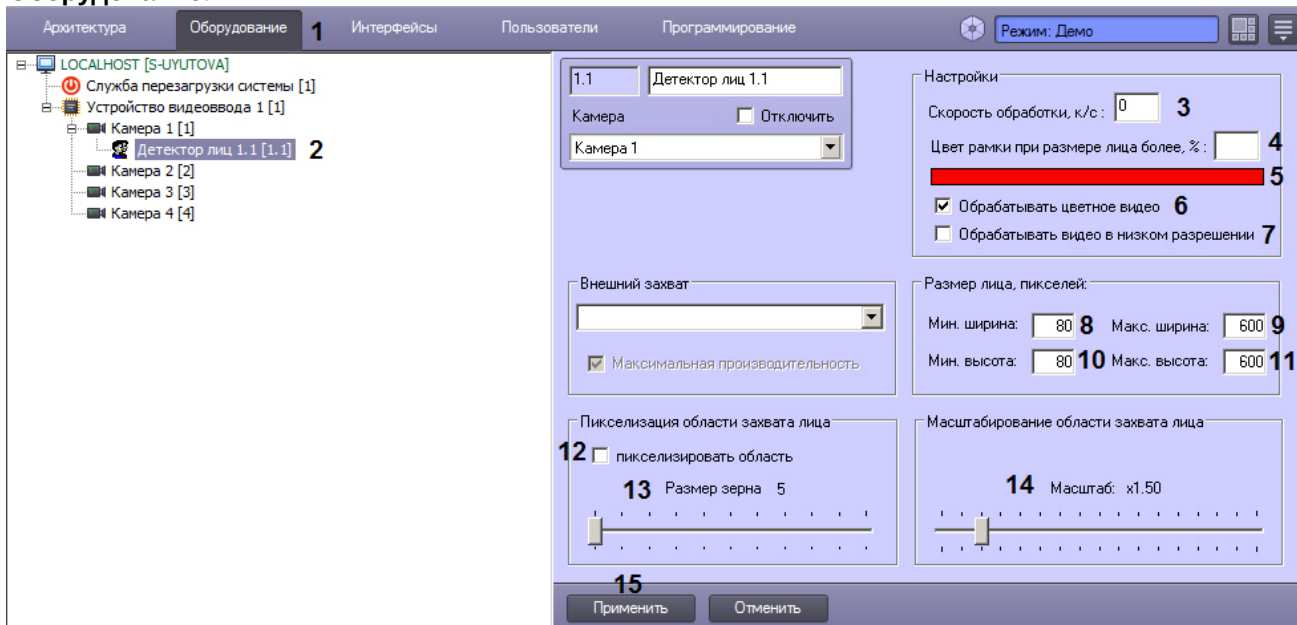 Архитектура Оборудование 1 Интерфейсы Пользователи Программирование Режим: Демо
LOCALHOST [S-UYUTOVA]
Служба перезагрузки системы [1]
Устройство видеоввода 1 [1]
Камера 1 [1]
Детектор лиц 1.1 [1.1] 2
Камера 2 [2]
Камера 3 [3]
Камера 4 [4]
1.1 Детектор лиц 1.1
Камера Отключить
Камера 1
Настройки
Скорость обработки, к/с : 0 3
Цвет рамки при размере лица более, % : 4
5
Обрабатывать цветное видео 6
Обрабатывать видео в низком разрешении 7
Внешний захват
Максимальная производительность
Размер лица, пикселей:
Мин. ширина: 80 8 Макс. ширина: 600 9
Мин. высота: 80 10 Макс. высота: 600 11
Пикселизация области захвата лица
12 пикселизировать область
13 Размер зерна 5
Масштабирование области захвата лица
14 Масштаб: x1.50
15
Применить Отменить